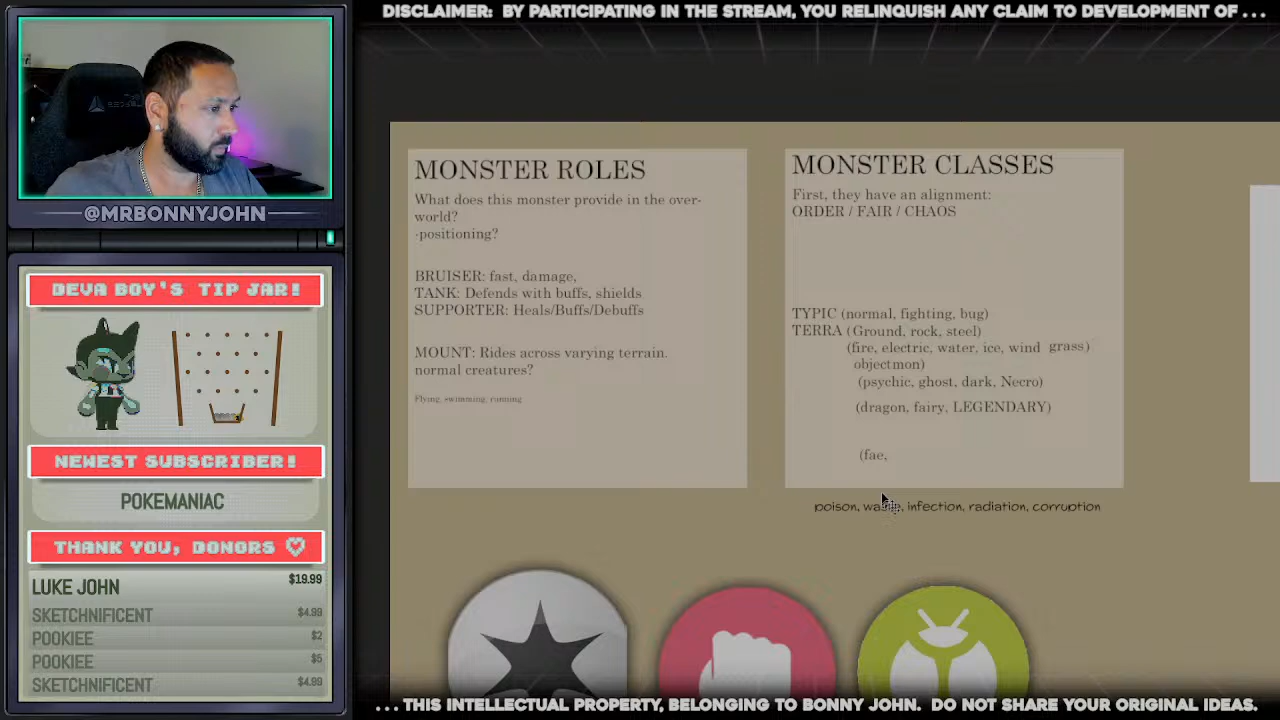 DISCLAIMER: BY PARTICIPATING IN THE STREAM, YOU RELINQUISH ANY CLAIM TO DEVELOPMENT OF . . .
@MRBONNYJOHN
DEVA BOY'S TIP JAR!
NEWEST SUBSCRIBER!
POKEMANIAC
THANK YOU, DONORS ♡
LUKE JOHN $19.99
SKETCHNIFICENT $4.99
POOKIEE $2
POOKIEE $5
SKETCHNIFICENT $4.99
MONSTER ROLES
What does this monster provide in the over-
world?
-positioning?
BRUISER: fast, damage,
TANK: Defends with buffs, shields
SUPPORTER: Heals/Buffs/Debuffs
MOUNT: Rides across varying terrain.
normal creatures?
Flying, swimming, running
MONSTER CLASSES
First, they have an alignment:
ORDER / FAIR / CHAOS
TYPIC (normal, fighting, bug)
TERRA (Ground, rock, steel)
(fire, electric, water, ice, wind grass)
objectmon)
(psychic, ghost, dark, Necro)
(dragon, fairy, LEGENDARY)
(fae,
poison, infection, radiation, corruption
. . . THIS INTELLECTUAL PROPERTY, BELONGING TO BONNY JOHN. DO NOT SHARE YOUR ORIGINAL IDEAS.